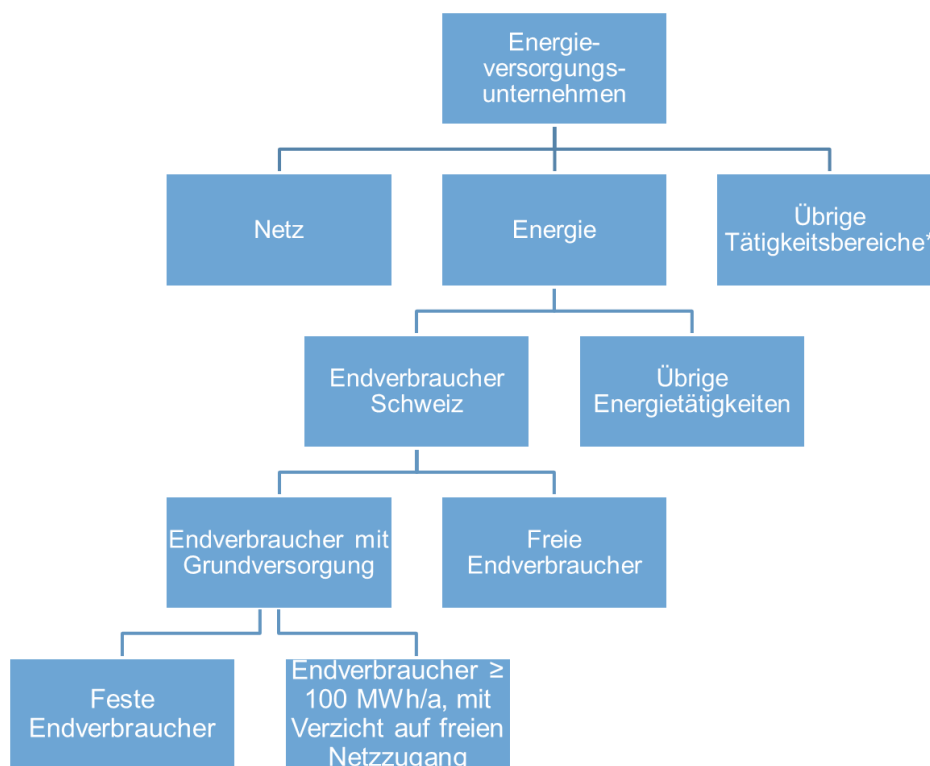 Energie-
versorgungs-
unternehmen
Netz
Energie
Übrige
Tätigkeitsbereiche*
Endverbraucher
Schweiz
Übrige
Energietätigkeiten
Endverbraucher mit
Grundversorgung
Freie
Endverbraucher
Feste
Endverbraucher
Endverbraucher ≥
100 MWh/a, mit
Verzicht auf freien
Netzzugang